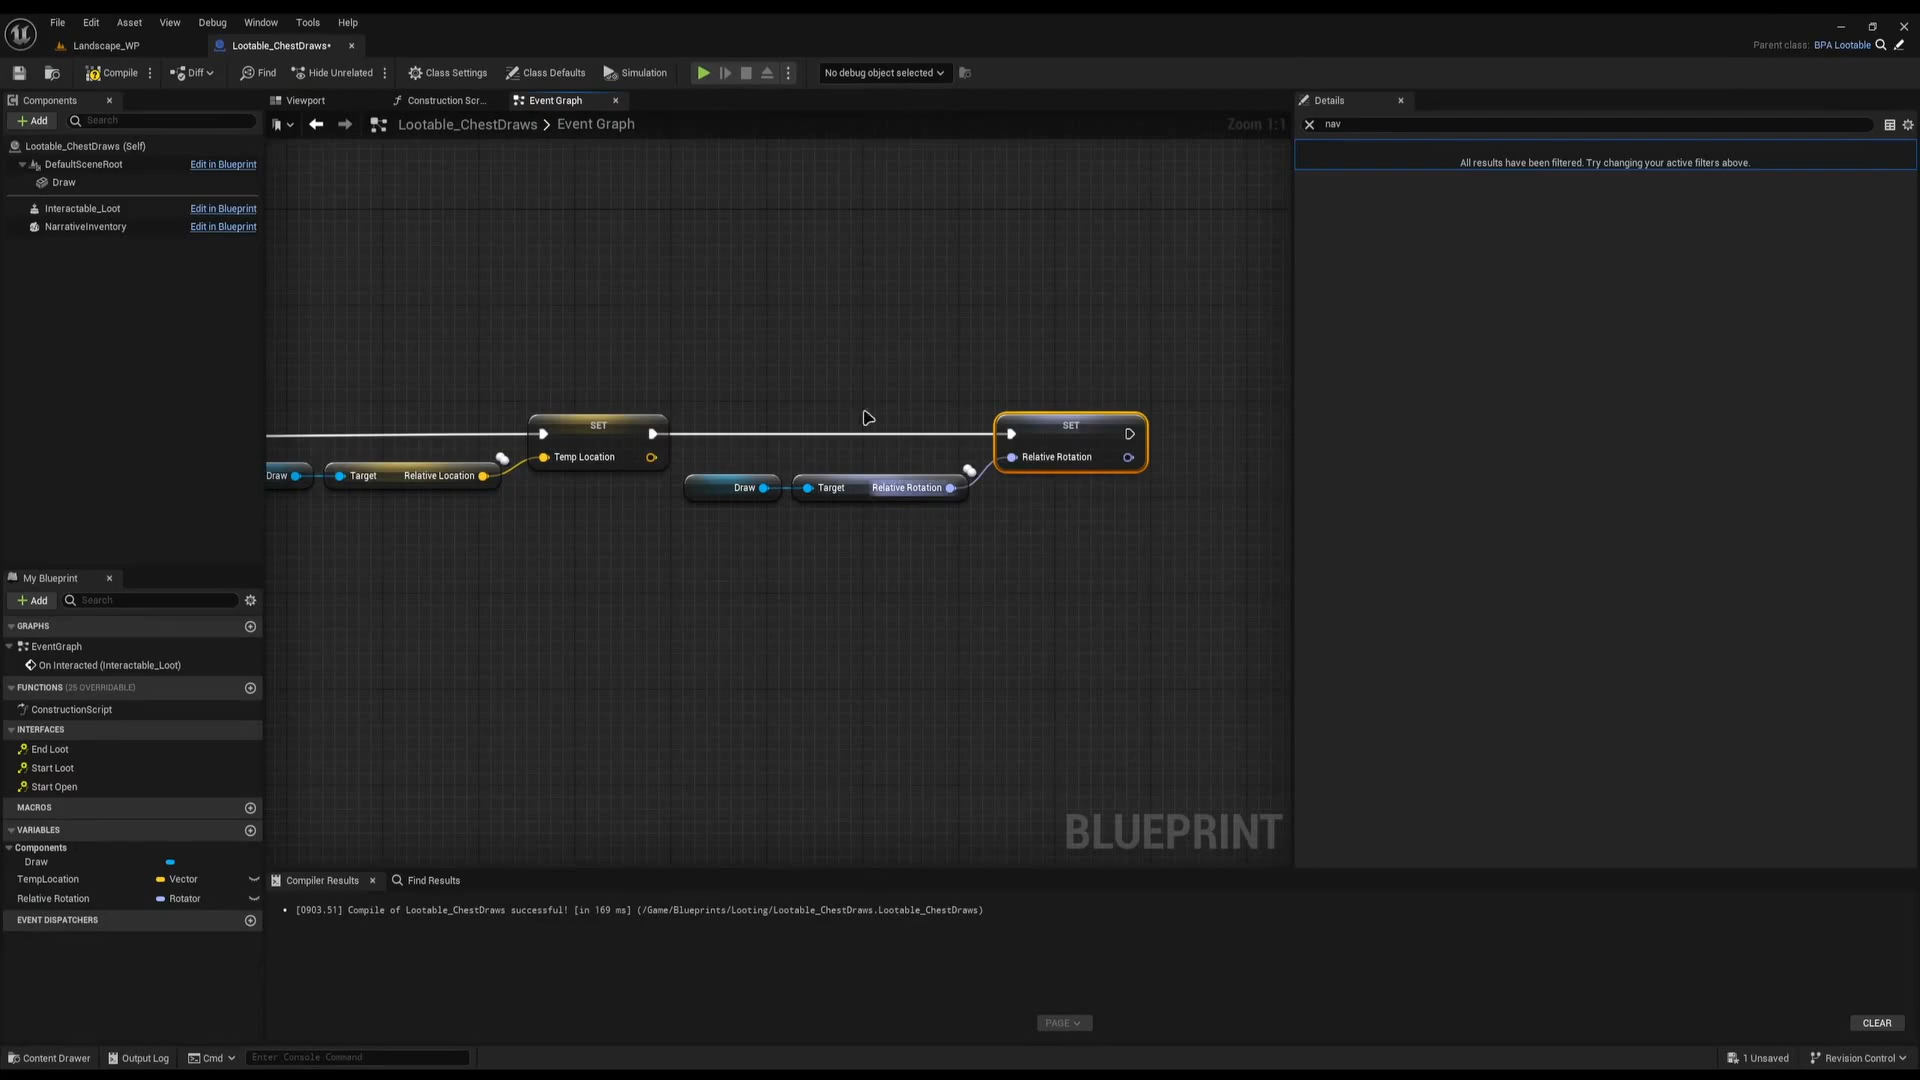 File Edit Asset View Debug Window Tools Help
Landscape_WP Lootable_ChestDraws* Parent class: BPA Lootable
Compile Diff Find Hide Unrelated Class Settings Class Defaults Simulation No debug object selected
Components
Add Search
Lootable_ChestDraws (Self)
DefaultSceneRoot Edit in Blueprint
Draw
Interactable_Loot Edit in Blueprint
NarrativeInventory Edit in Blueprint
Viewport Construction Scr... Event Graph
Lootable_ChestDraws > Event Graph Zoom 1:1
SET
Temp Location
Draw Target Relative Location
Draw Target Relative Rotation
SET
Relative Rotation
BLUEPRINT
Details
nav
All results have been filtered. Try changing your active filters above.
My Blueprint
Add Search
GRAPHS
EventGraph
On Interacted (Interactable_Loot)
FUNCTIONS (25 OVERRIDABLE)
ConstructionScript
INTERFACES
End Loot
Start Loot
Start Open
MACROS
VARIABLES
Components
Draw
TempLocation Vector
Relative Rotation Rotator
EVENT DISPATCHERS
Compiler Results Find Results
[0903.51] Compile of Lootable_ChestDraws successful! [in 169 ms] (/Game/Blueprints/Looting/Lootable_ChestDraws.Lootable_ChestDraws)
PAGE CLEAR
Content Drawer Output Log Cmd Enter Console Command 1 Unsaved Revision Control